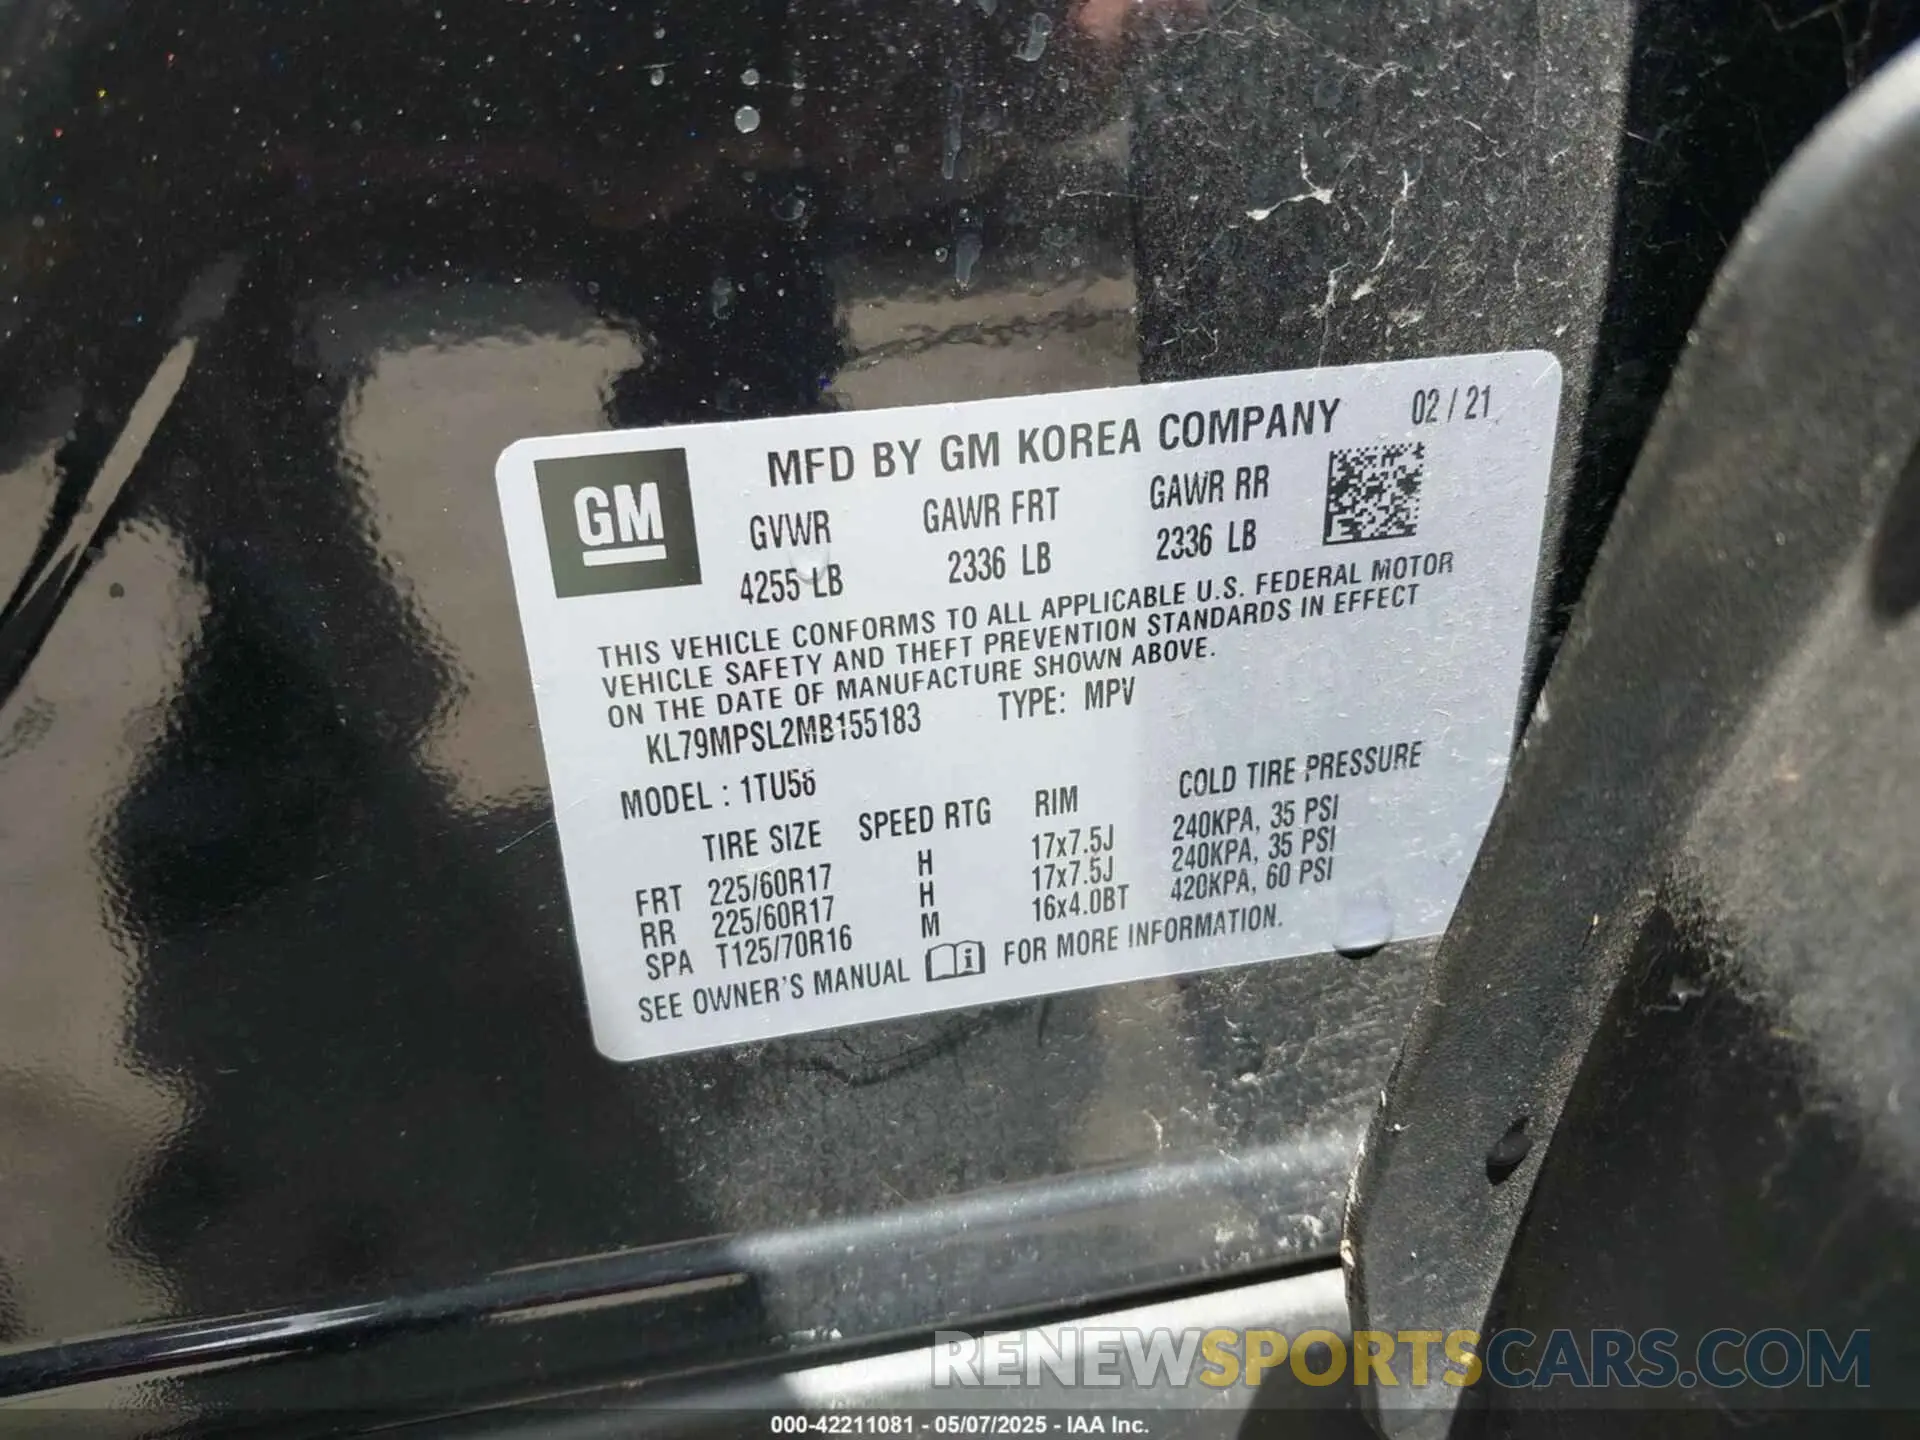 GM
MFD BY GM KOREA COMPANY 02 / 21
GVWR GAWR FRT GAWR RR
4255 LB 2336 LB 2336 LB
THIS VEHICLE CONFORMS TO ALL APPLICABLE U.S. FEDERAL MOTOR
VEHICLE SAFETY AND THEFT PREVENTION STANDARDS IN EFFECT
ON THE DATE OF MANUFACTURE SHOWN ABOVE.
KL79MPSL2MB155183 TYPE: MPV
MODEL : 1TU56
TIRE SIZE SPEED RTG RIM COLD TIRE PRESSURE
FRT 225/60R17 H 17x7.5J 240KPA, 35 PSI
RR 225/60R17 H 17x7.5J 240KPA, 35 PSI
SPA T125/70R16 M 16x4.0BT 420KPA, 60 PSI
SEE OWNER'S MANUAL FOR MORE INFORMATION.
RENEWSPORTSCARS.COM
000-42211081 - 05/07/2025 - IAA Inc.